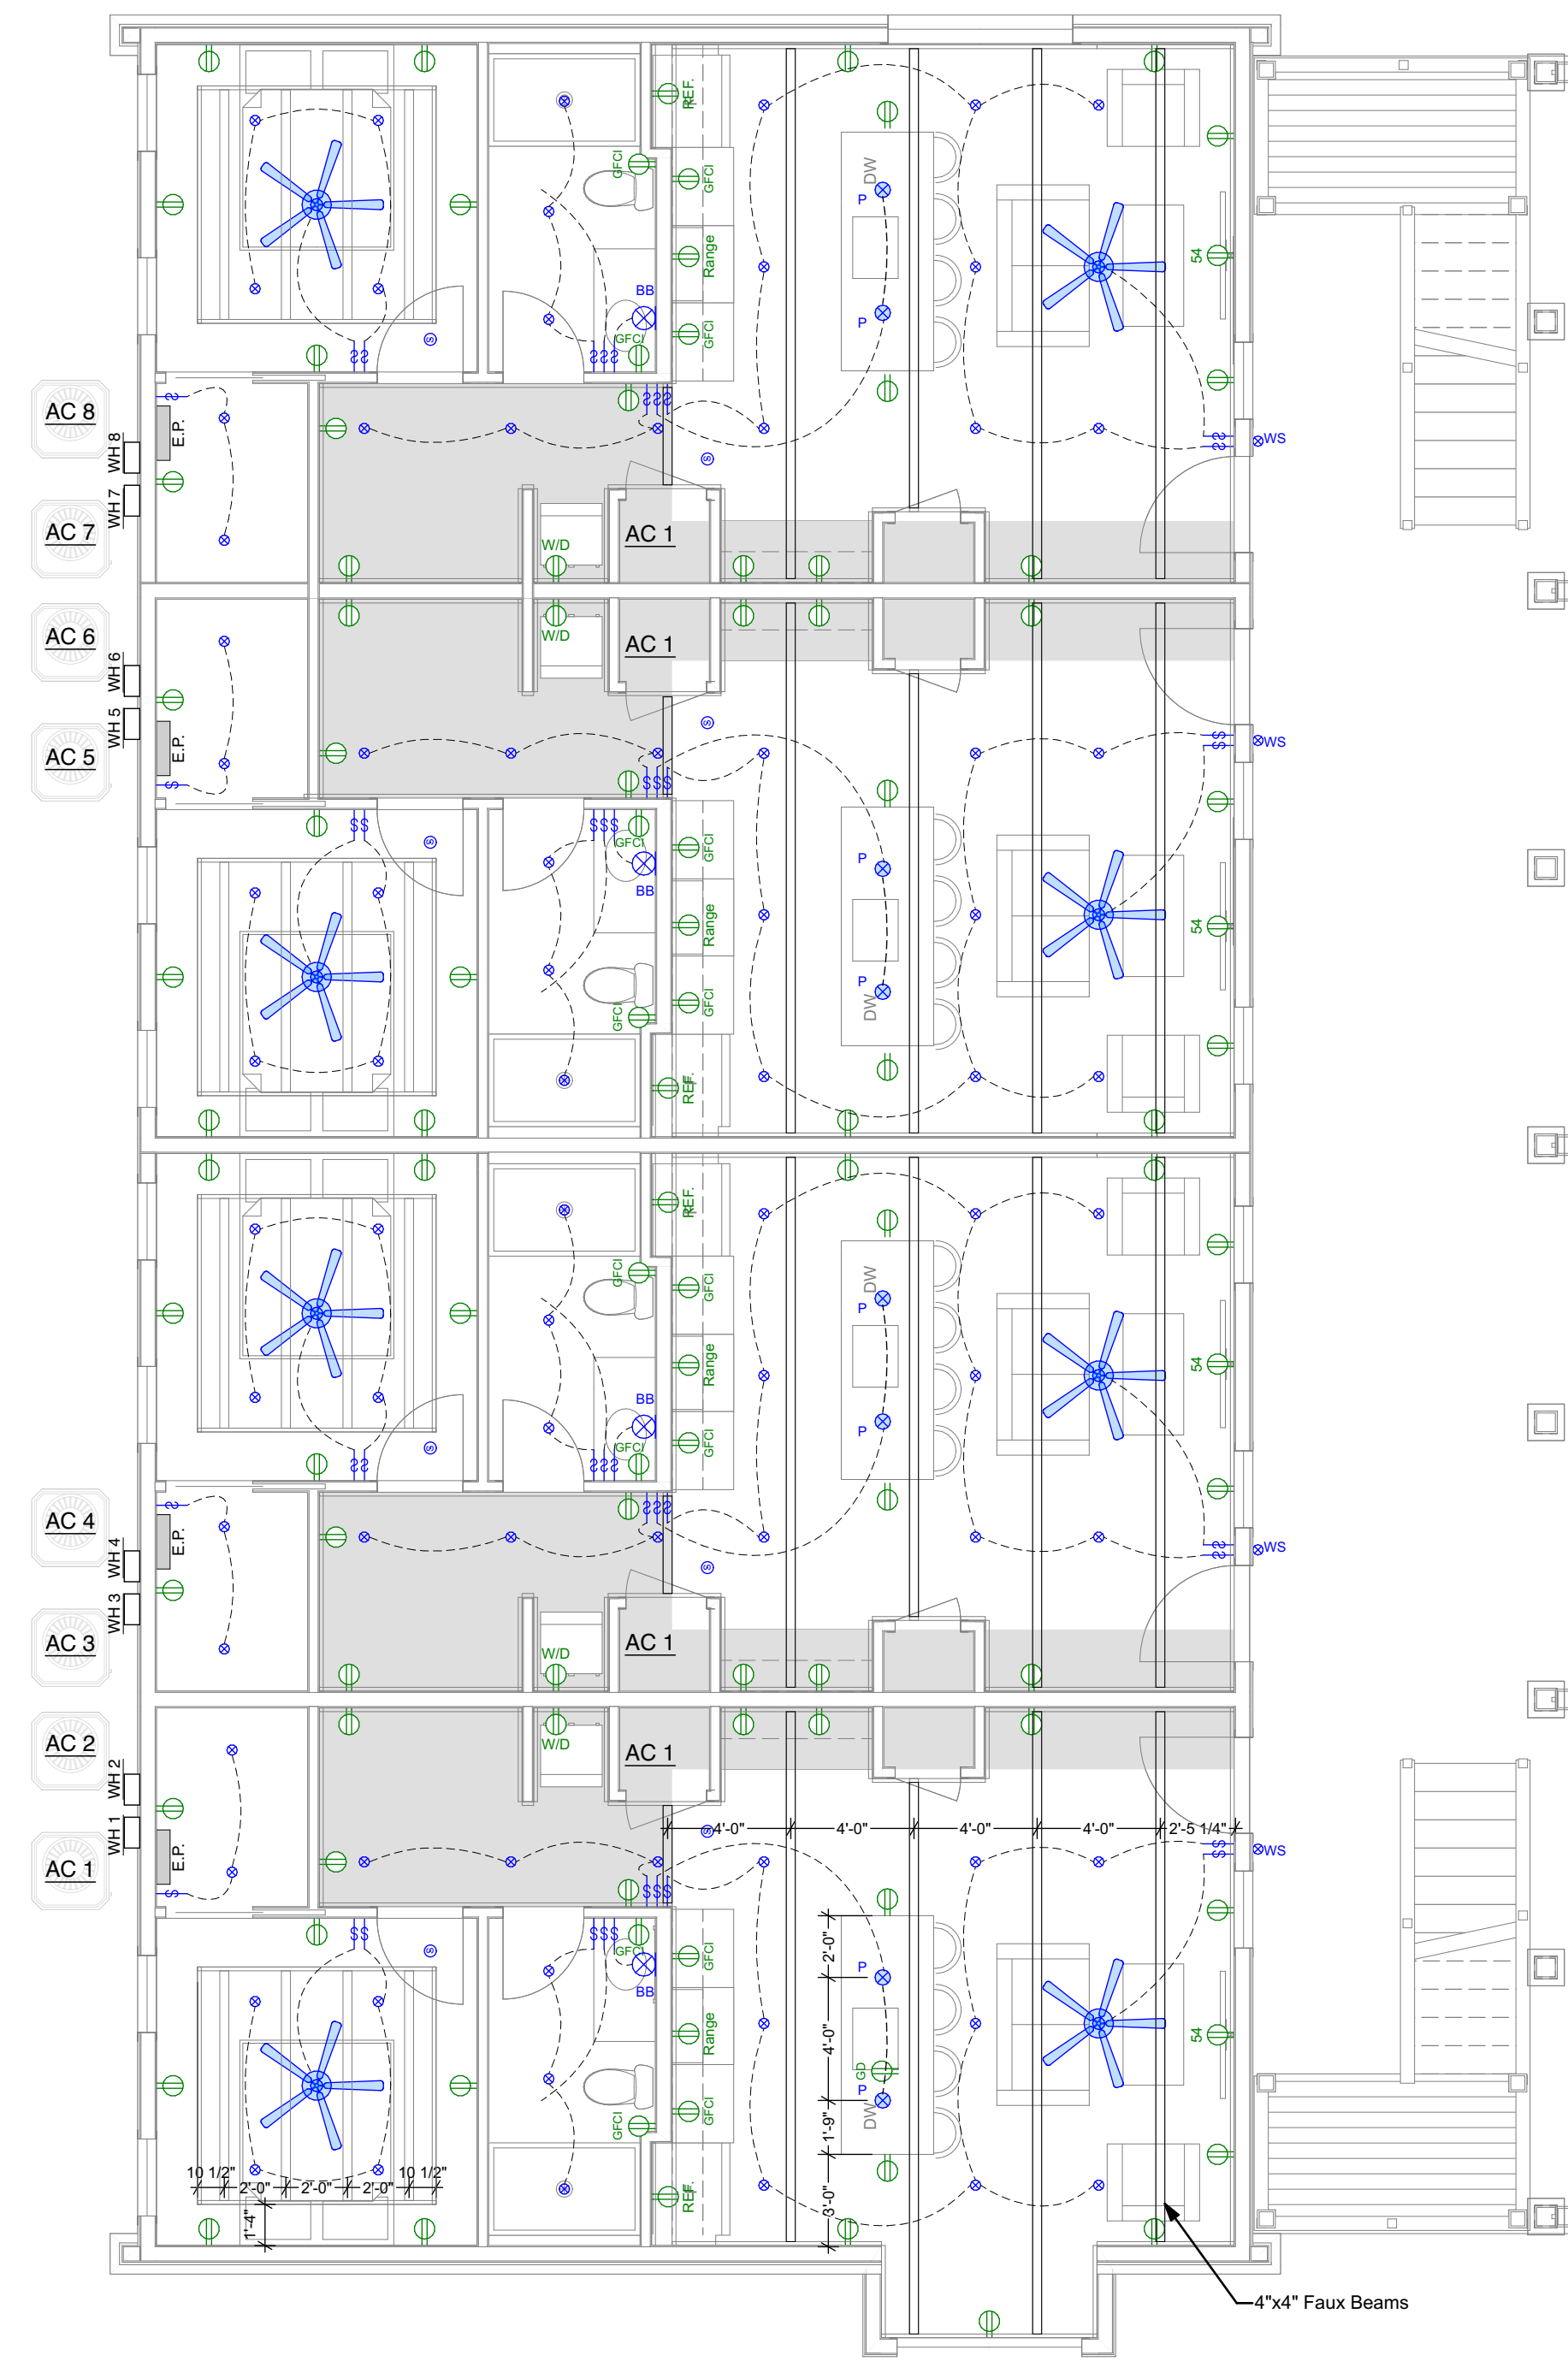 REF.
GFCI
GFCI
DW
P
Range
54
BB
P
GFCI
GFCI
$$
$$$
AC 8
$
E.P.
$$$
$$
WS
WH 8
WH 7
AC 7
W/D
AC 1
AC 6
WH 6
W/D
AC 1
WH 5
AC 5
E.P.
$
$$
WS
$$$
$$
$$$
GFCI
GFCI
P
BB
Range
54
P
DW
GFCI
GFCI
REF.
REF.
GFCI
GFCI
DW
P
Range
54
BB
P
GFCI
GFCI
$$
$$$
AC 4
$
E.P.
$$$
$$
WS
WH 4
WH 3
AC 3
W/D
AC 1
AC 2
WH 2
W/D
AC 1
WH 1
4'-0"
4'-0"
4'-0"
4'-0"
2'-5 1/4"
AC 1
E.P.
$
$$
WS
$$$
$$
$$$
GFCI
GFCI
2'-0"
P
BB
Range
4'-0"
54
GD
P
DW
GFCI
GFCI
1'-9"
10 1/2"
2'-0"
2'-0"
2'-0"
10 1/2"
REF.
3'-0"
1'-4"
4"x4" Faux Beams